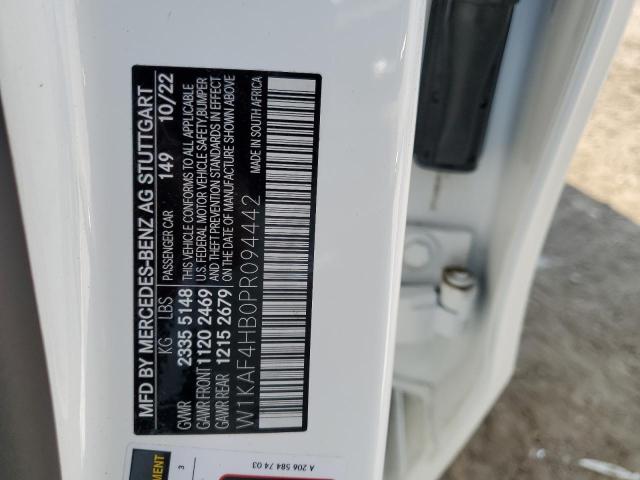 MFD BY MERCEDES-BENZ AG STUTTGART
KG LBS PASSENGER CAR 149 10/22
GVWR 2335 5148 THIS VEHICLE CONFORMS TO ALL APPLICABLE
GAWR FRONT 1120 2469 U.S. FEDERAL MOTOR VEHICLE SAFETY,BUMPER
GAWR REAR 1215 2679 AND THEFT PREVENTION STANDARDS IN EFFECT
ON THE DATE OF MANUFACTURE SHOWN ABOVE
W1KAF4HB0PR094442 MADE IN SOUTH AFRICA
3
A 206 584 74 03